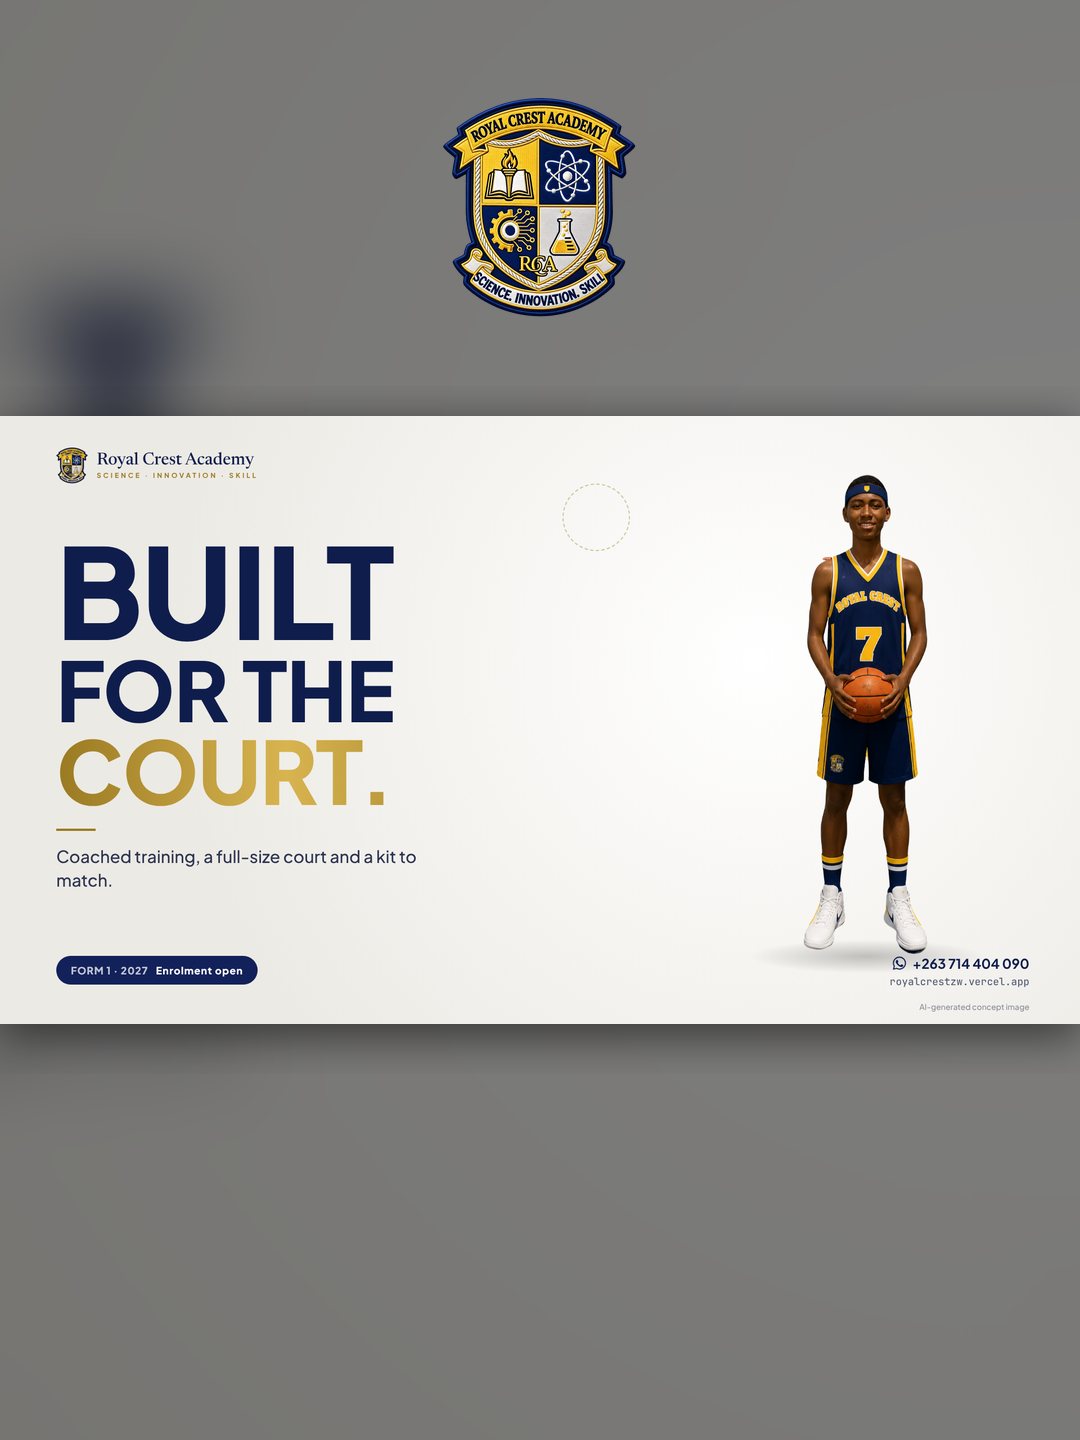 ROYAL CREST ACADEMY
RCA
SCIENCE. INNOVATION. SKILL
Royal Crest Academy
SCIENCE · INNOVATION · SKILL
BUILT
FOR THE
COURT.
Coached training, a full-size court and a kit to
match.
ROYAL CREST
7
FORM 1 · 2027 Enrolment open
+263 714 404 090
royalcrestzw.vercel.app
AI-generated concept image